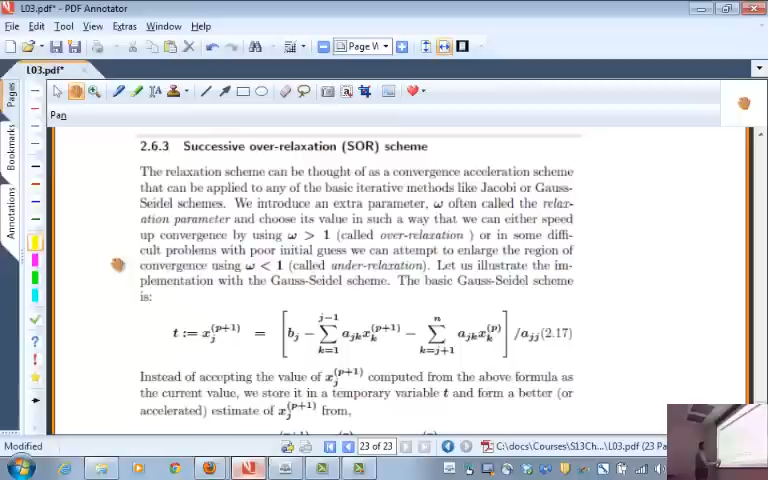 L03.pdf* - PDF Annotator
File Edit Tool View Extras Window Help
Page V
L03.pdf*
Pan
Pages
Bookmarks
Annotations
2.6.3 Successive over-relaxation (SOR) scheme
The relaxation scheme can be thought of as a convergence acceleration scheme
that can be applied to any of the basic iterative methods like Jacobi or Gauss-
Seidel schemes. We introduce an extra parameter, ω often called the relax-
ation parameter and choose its value in such a way that we can either speed
up convergence by using ω > 1 (called over-relaxation ) or in some diffi-
cult problems with poor initial guess we can attempt to enlarge the region of
convergence using ω < 1 (called under-relaxation). Let us illustrate the im-
plementation with the Gauss-Seidel scheme. The basic Gauss-Seidel scheme
is:
t := x_j^{(p+1)} = [ b_j − ∑_{k=1}^{j−1} a_{jk} x_k^{(p+1)} − ∑_{k=j+1}^{n} a_{jk} x_k^{(p)} ] / a_{jj} (2.17)
Instead of accepting the value of x_j^{(p+1)} computed from the above formula as
the current value, we store it in a temporary variable t and form a better (or
accelerated) estimate of x_j^{(p+1)} from,
Modified
23 of 23
C:\docs\Courses\S13Ch...\L03.pdf (23 Pa